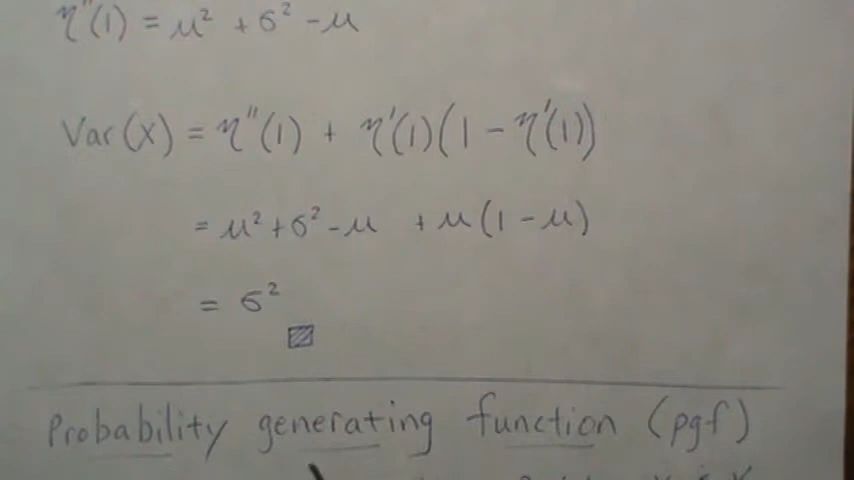 η''(1) = μ² + σ² - μ
Var(X) = η''(1) + η'(1)(1 - η'(1))
= μ² + σ² - μ + μ(1 - μ)
= σ²
Probability generating function (pgf)